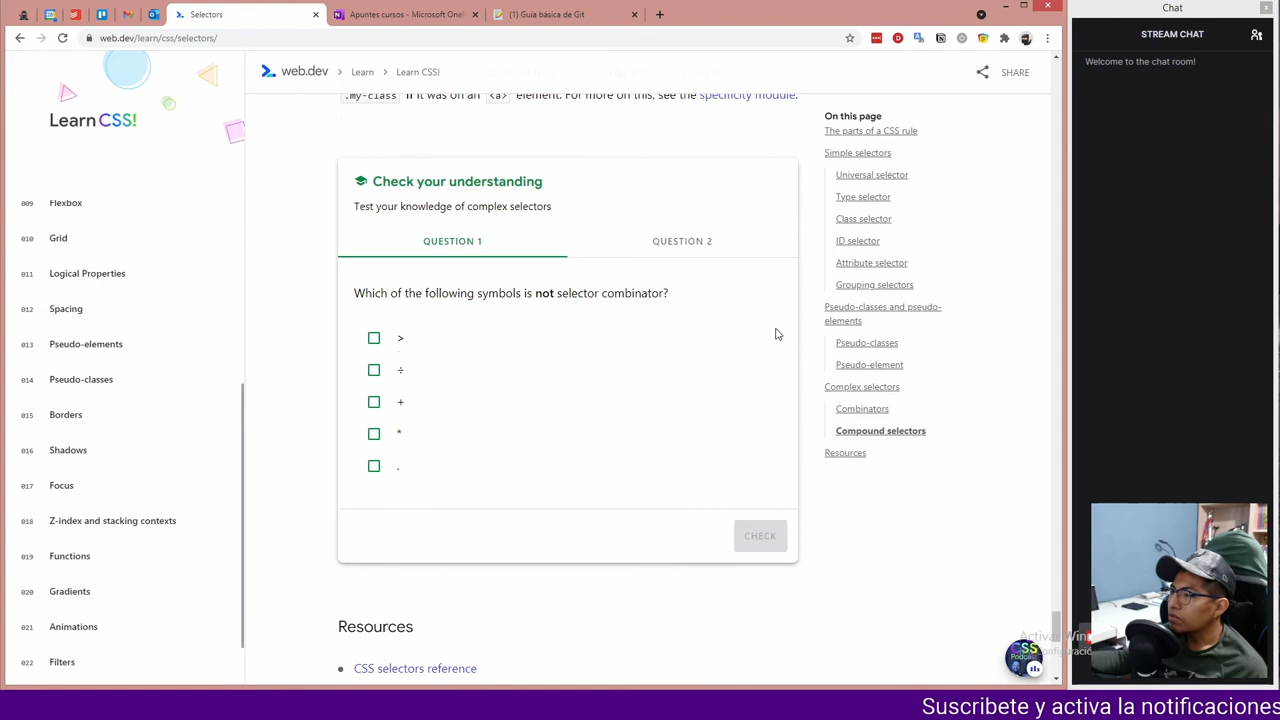 Selectors
Apuntes cursos - Microsoft One
(1) Guía básica de Git
Chat
web.dev/learn/css/selectors/
STREAM CHAT
Welcome to the chat room!
web.dev
Learn
Learn CSS!
SHARE
Learn CSS!
.my-class if it was on an <a> element. For more on this, see the specificity module.
009 Flexbox
010 Grid
011 Logical Properties
012 Spacing
013 Pseudo-elements
014 Pseudo-classes
015 Borders
016 Shadows
017 Focus
018 Z-index and stacking contexts
019 Functions
020 Gradients
021 Animations
022 Filters
Check your understanding
Test your knowledge of complex selectors
QUESTION 1
QUESTION 2
Which of the following symbols is not selector combinator?
>
÷
+
*
.
CHECK
Resources
CSS selectors reference
On this page
The parts of a CSS rule
Simple selectors
Universal selector
Type selector
Class selector
ID selector
Attribute selector
Grouping selectors
Pseudo-classes and pseudo-
elements
Pseudo-classes
Pseudo-element
Complex selectors
Combinators
Compound selectors
Resources
CSS
Podcast
Activar Win
Suscribete y activa la notificaciones